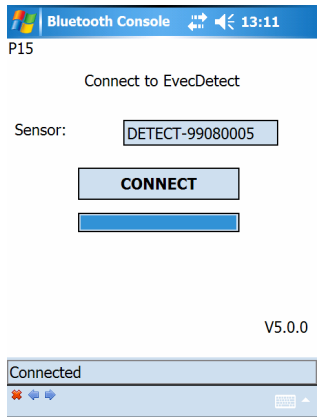 Bluetooth Console 13:11
P15
Connect to EvecDetect
Sensor: DETECT-99080005
CONNECT
V5.0.0
Connected